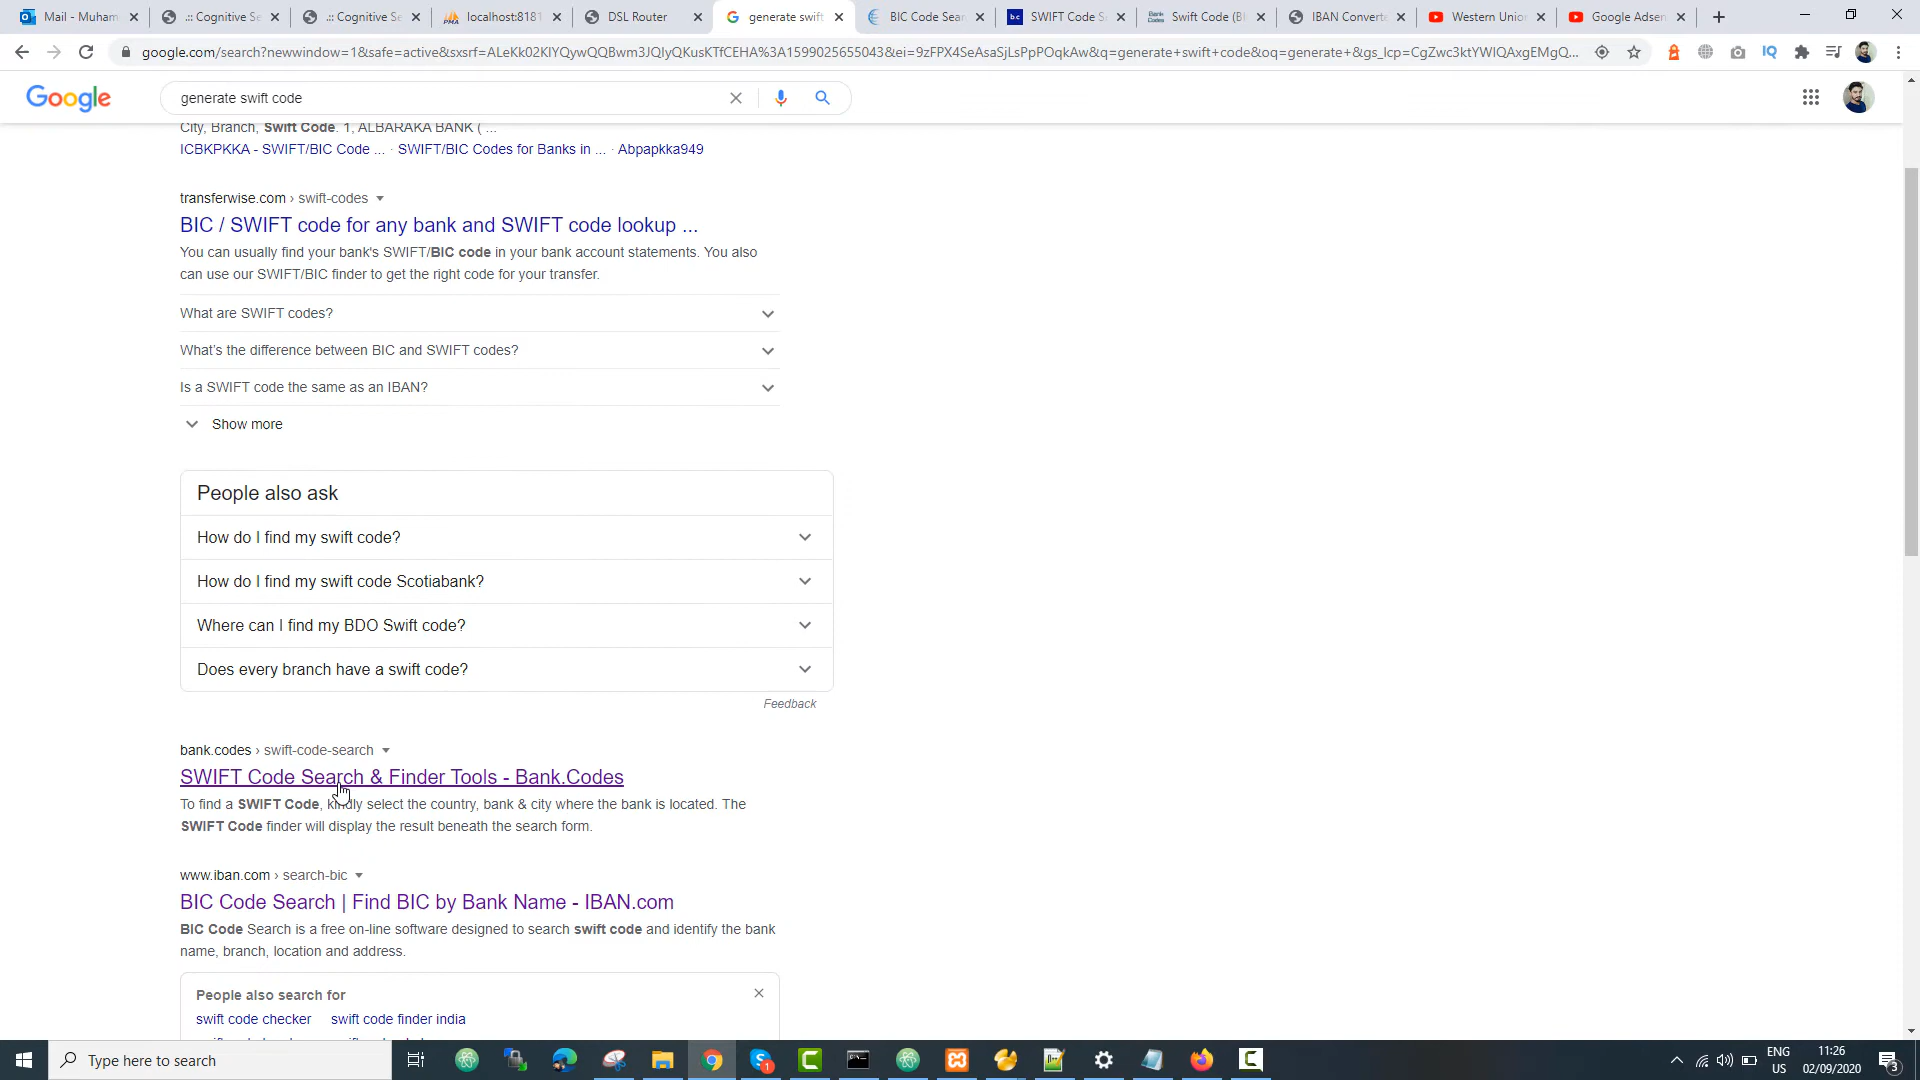 Mail - Muham
.:: Cognitive Se
.:: Cognitive Se
localhost:8181
DSL Router
generate swift
BIC Code Sear
SWIFT Code S
Swift Code (BI
IBAN Converte
Western Unio
Google Adsen
google.com/search?newwindow=1&safe=active&sxsrf=ALeKk02KIYQywQQBwm3JQIyQKusKTfCEHA%3A1599025655043&ei=9zFPX4SeAsaSjLsPpPOqkAw&q=generate+swift+code&oq=generate+&gs_lcp=CgZwc3ktYWIQAxgEMgQ...
Google
generate swift code
City, Branch, Swift Code. 1, ALBARAKA BANK ( ...
ICBKPKKA - SWIFT/BIC Code ... · SWIFT/BIC Codes for Banks in ... · Abpapkka949
transferwise.com › swift-codes
BIC / SWIFT code for any bank and SWIFT code lookup ...
You can usually find your bank's SWIFT/BIC code in your bank account statements. You also
can use our SWIFT/BIC finder to get the right code for your transfer.
What are SWIFT codes?
What's the difference between BIC and SWIFT codes?
Is a SWIFT code the same as an IBAN?
Show more
People also ask
How do I find my swift code?
How do I find my swift code Scotiabank?
Where can I find my BDO Swift code?
Does every branch have a swift code?
Feedback
bank.codes › swift-code-search
SWIFT Code Search & Finder Tools - Bank.Codes
To find a SWIFT Code, kindly select the country, bank & city where the bank is located. The
SWIFT Code finder will display the result beneath the search form.
www.iban.com › search-bic
BIC Code Search | Find BIC by Bank Name - IBAN.com
BIC Code Search is a free on-line software designed to search swift code and identify the bank
name, branch, location and address.
People also search for
swift code checker swift code finder india
Type here to search
ENG
US
11:26
02/09/2020
3